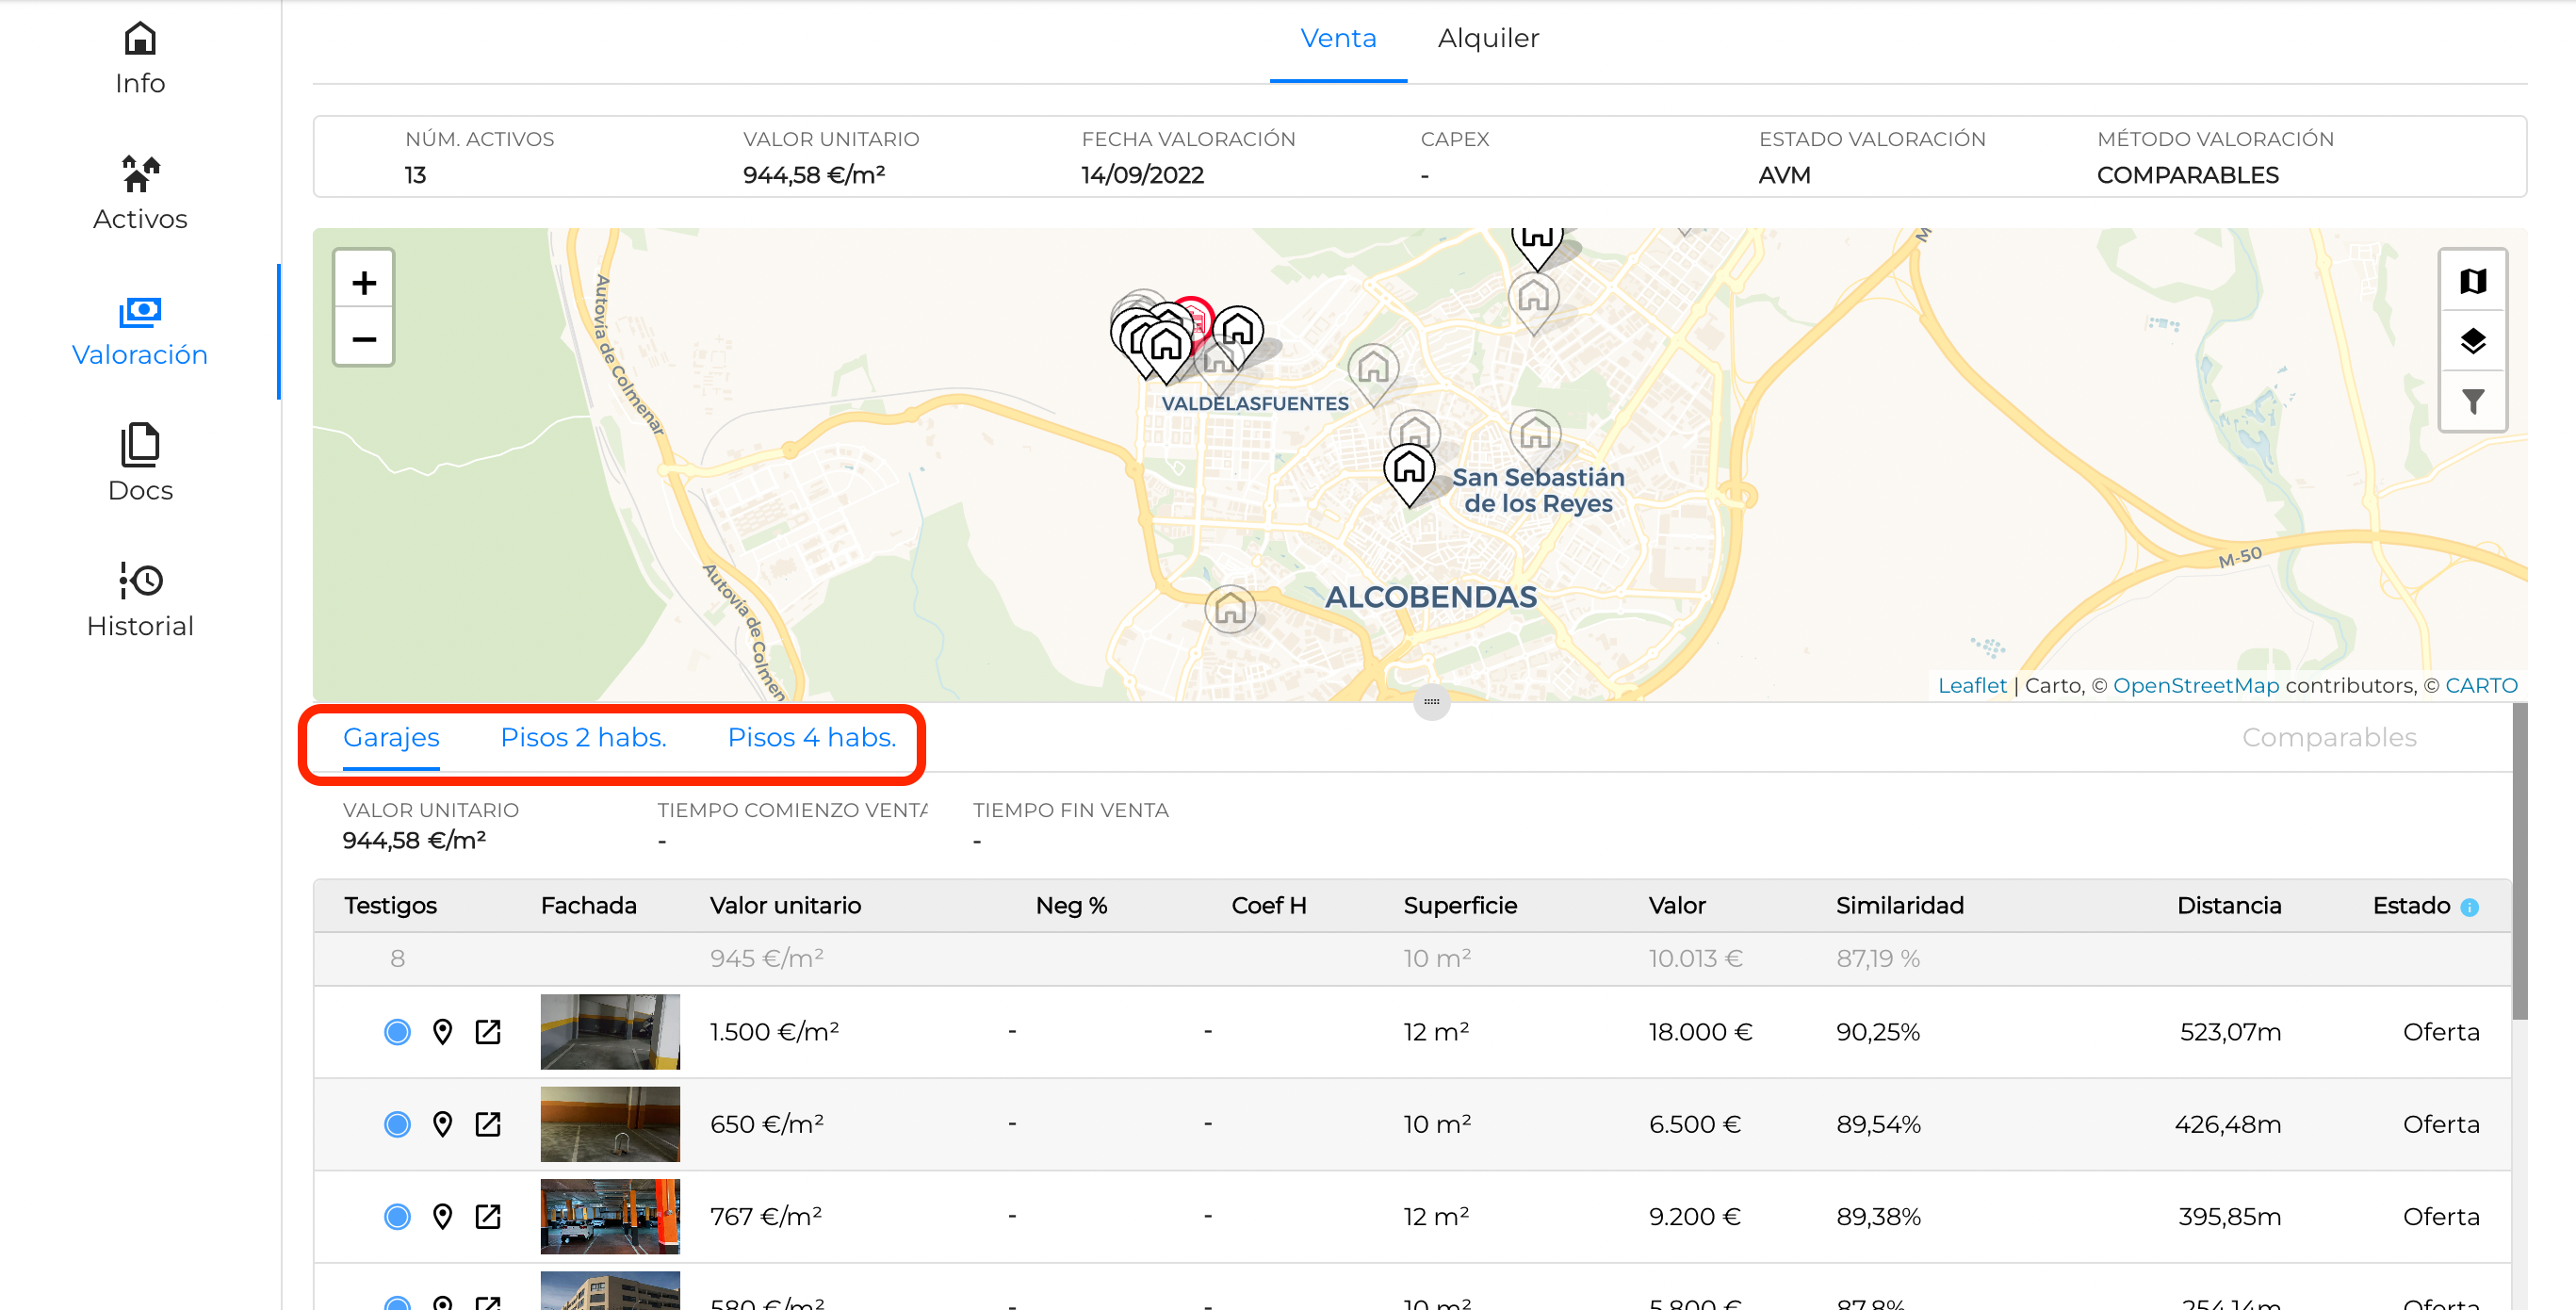 Info
Activos
Valoración
Docs
Historial
Venta Alquiler
NÚM. ACTIVOS VALOR UNITARIO FECHA VALORACIÓN CAPEX ESTADO VALORACIÓN MÉTODO VALORACIÓN
13 944,58 €/m² 14/09/2022 - AVM COMPARABLES
+
−
Autovía de Colmenar
Autovía de Colmen
M
VALDELASFUENTES
San Sebastián
de los Reyes
ALCOBENDAS
M-50
Leaflet | Carto, © OpenStreetMap contributors, © CARTO
Garajes Pisos 2 habs. Pisos 4 habs. Comparables
VALOR UNITARIO TIEMPO COMIENZO VENTA TIEMPO FIN VENTA
944,58 €/m² - -
Testigos Fachada Valor unitario Neg % Coef H Superficie Valor Similaridad Distancia Estado i
8 945 €/m² 10 m² 10.013 € 87,19 %
1.500 €/m² - - 12 m² 18.000 € 90,25% 523,07m Oferta
650 €/m² - - 10 m² 6.500 € 89,54% 426,48m Oferta
767 €/m² - - 12 m² 9.200 € 89,38% 395,85m Oferta
580 €/m² - - 10 m² 5.800 € 87,8% 254,14m Oferta